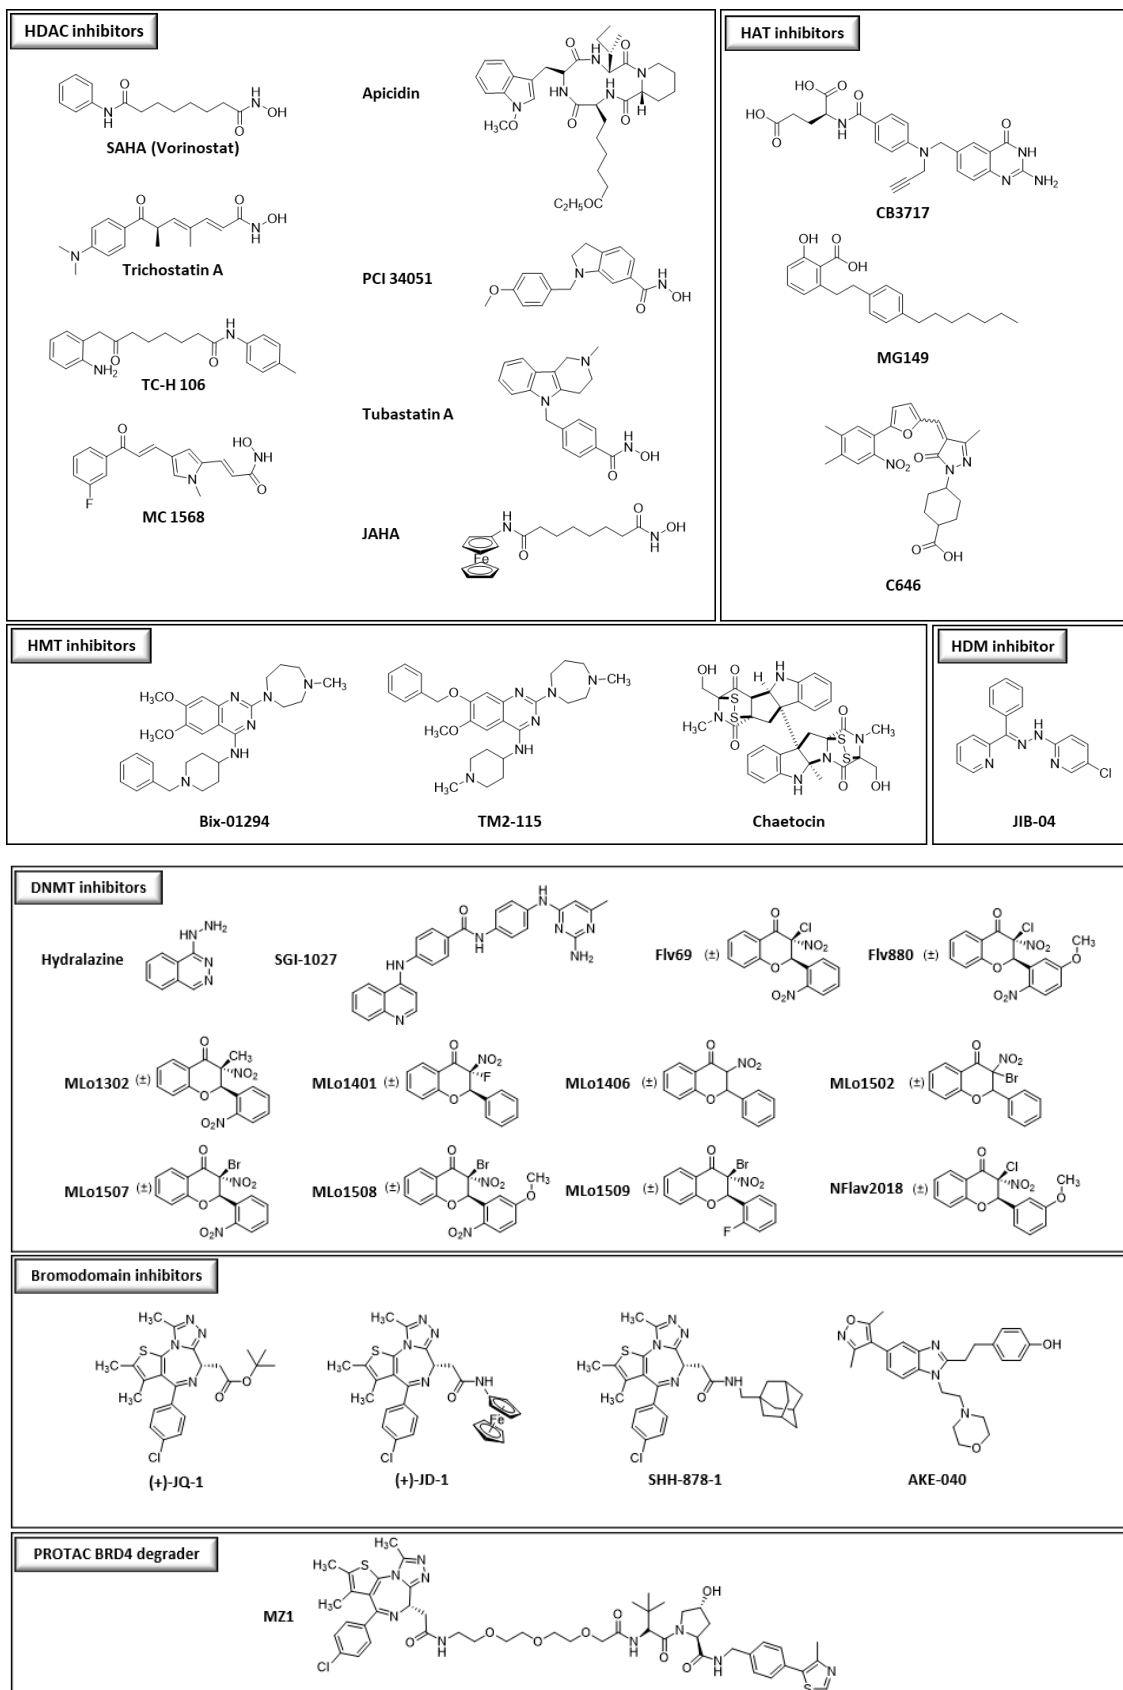 HDAC inhibitors
SAHA (Vorinostat)
Trichostatin A
TC-H 106
MC 1568
Apicidin
PCI 34051
Tubastatin A
JAHA
HAT inhibitors
CB3717
MG149
C646
HMT inhibitors
Bix-01294
TM2-115
Chaetocin
HDM inhibitor
JIB-04
DNMT inhibitors
Hydralazine
SGI-1027
Flv69 (±)
Flv880 (±)
MLo1302 (±)
MLo1401 (±)
MLo1406 (±)
MLo1502 (±)
MLo1507 (±)
MLo1508 (±)
MLo1509 (±)
NFlav2018 (±)
Bromodomain inhibitors
(+)-JQ-1
(+)-JD-1
SHH-878-1
AKE-040
PROTAC BRD4 degrader
MZ1